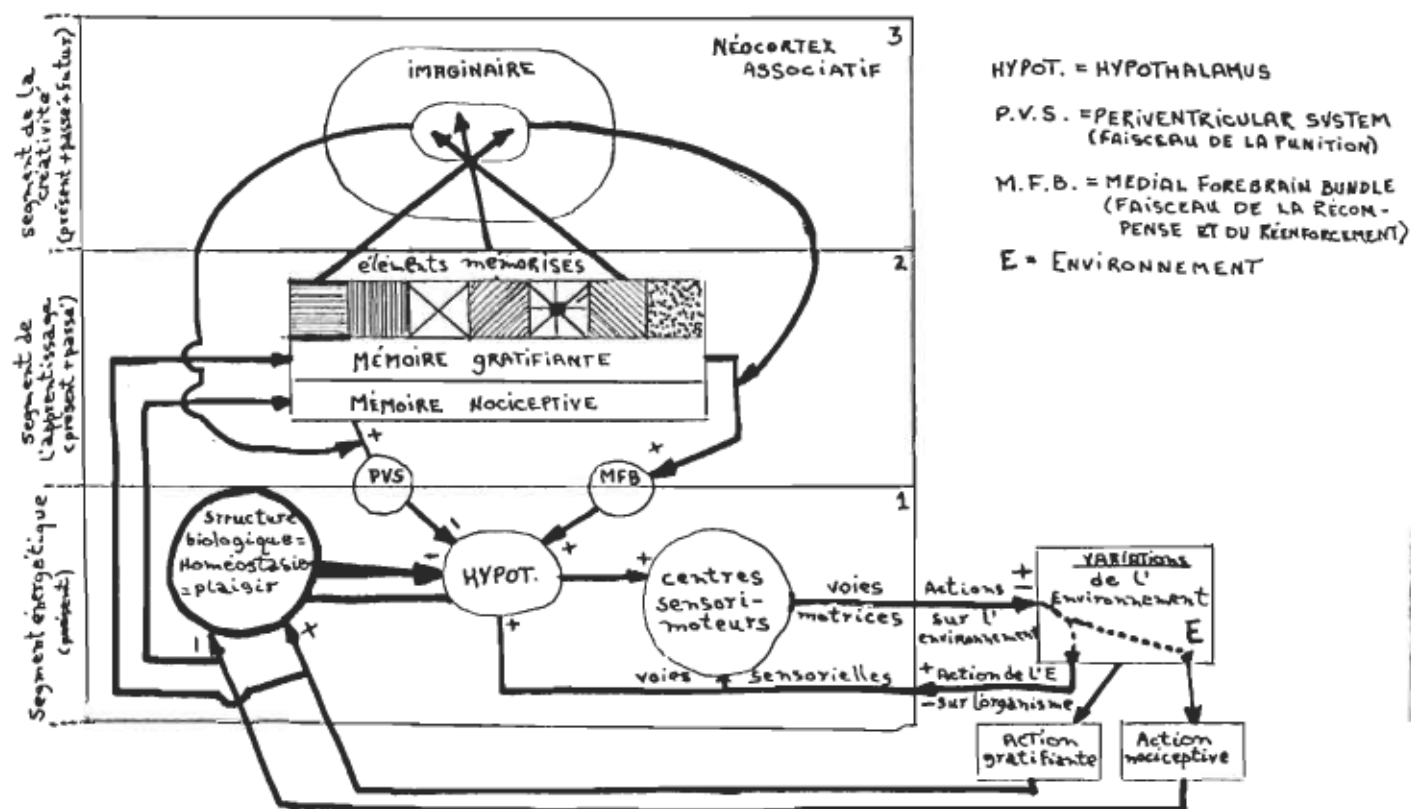 3
NÉOCORTEX
ASSOCIATIF
IMAGINAIRE
segment de la
créativité
(présent+passé+futur)
2
éléments memorisés
MÉMOIRE GRATIFIANTE
MÉMOIRE NOCICEPTIVE
segment de
l'apprentissage
(présent+passé)
+
+
PVS
MFB
1
Segment énergétique
(présent)
Structure
biologique=
Homéostasie
=plaisir
-
-
+
HYPOT.
+
+
centres
sensori-
moteurs
voies
motrices
Actions
sur l'
environnement
+
-
VARIATIONS
de l'
Environnement
E
voies sensorielles
+ Action de l'E
- sur l'organisme
-
+
Action
gratifiante
Action
nociceptive
HYPOT. = HYPOTHALAMUS
P.V.S. = PERIVENTRICULAR SYSTEM
(FAISCEAU DE LA PUNITION)
M.F.B. = MEDIAL FOREBRAIN BUNDLE
(FAISCEAU DE LA RÉCOM-
PENSE ET DU RÉENFORCEMENT)
E = ENVIRONNEMENT